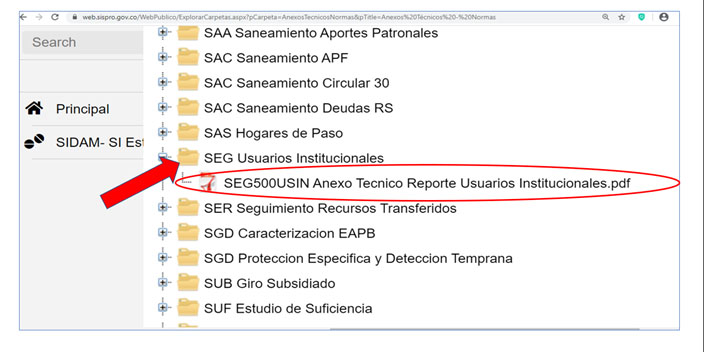 web.sispro.gov.co/WebPublico/ExplorarCarpetas.aspx?pCarpeta=AnexosTecnicosNormas&pTitle=Anexos%20Técnicos%20-%20Normas
Search
Principal
SIDAM- SI Est
SAA Saneamiento Aportes Patronales
SAC Saneamiento APF
SAC Saneamiento Circular 30
SAC Saneamiento Deudas RS
SAS Hogares de Paso
SEG Usuarios Institucionales
SEG500USIN Anexo Tecnico Reporte Usuarios Institucionales.pdf
SER Seguimiento Recursos Transferidos
SGD Caracterizacion EAPB
SGD Proteccion Especifica y Deteccion Temprana
SUB Giro Subsidiado
SUF Estudio de Suficiencia